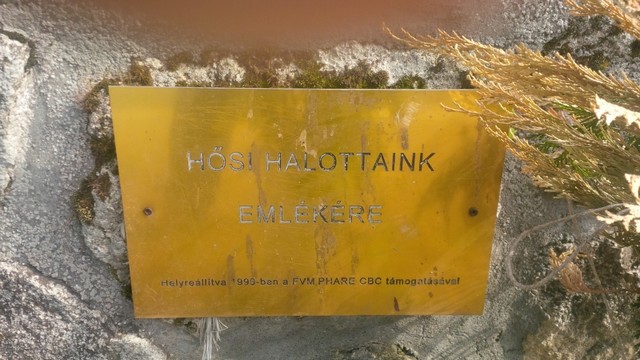 HŐSI HALOTTAINK
EMLÉKÉRE
Helyreállítva 1999-ben a FVM PHARE CBC támogatásával